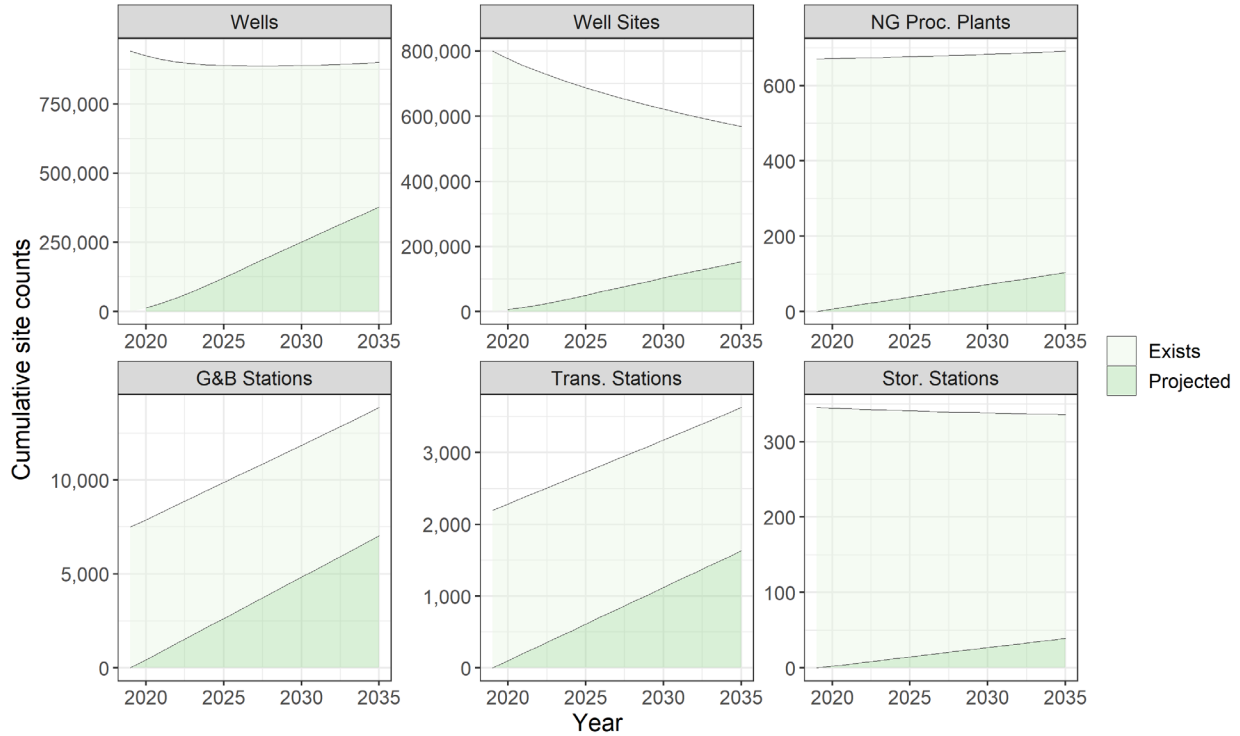 Cumulative site counts
Wells
750,000
500,000
250,000
0
2020 2025 2030 2035
Well Sites
800,000
600,000
400,000
200,000
0
2020 2025 2030 2035
NG Proc. Plants
600
400
200
0
2020 2025 2030 2035
G&B Stations
10,000
5,000
0
2020 2025 2030 2035
Trans. Stations
3,000
2,000
1,000
0
2020 2025 2030 2035
Stor. Stations
300
200
100
0
2020 2025 2030 2035
Year
Exists
Projected